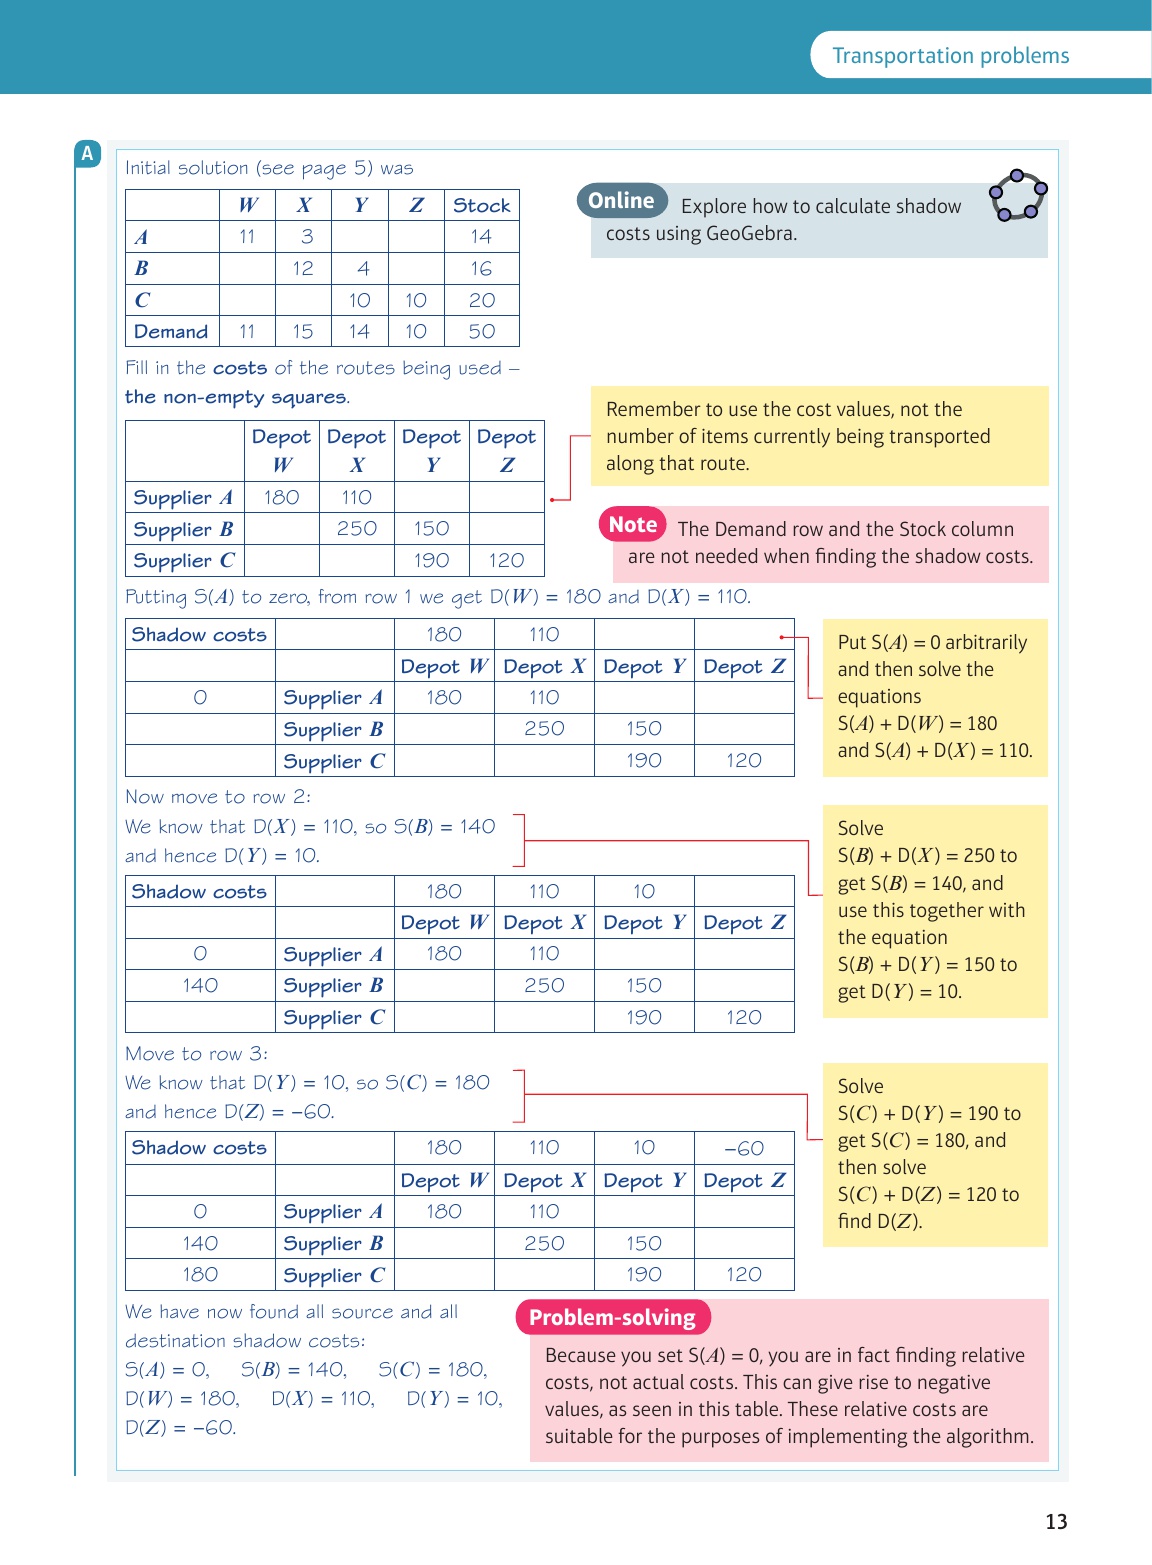 Transportation problems
A
Initial solution (see page 5) was
W X Y Z Stock
A 11 3 14
B 12 4 16
C 10 10 20
Demand 11 15 14 10 50
Online Explore how to calculate shadow
costs using GeoGebra.
Fill in the costs of the routes being used –
the non-empty squares.
Remember to use the cost values, not the
number of items currently being transported
along that route.
Depot Depot Depot Depot
W X Y Z
Supplier A 180 110
Supplier B 250 150
Supplier C 190 120
Note The Demand row and the Stock column
are not needed when finding the shadow costs.
Putting S(A) to zero, from row 1 we get D(W) = 180 and D(X) = 110.
Shadow costs 180 110
Depot W Depot X Depot Y Depot Z
0 Supplier A 180 110
Supplier B 250 150
Supplier C 190 120
Put S(A) = 0 arbitrarily
and then solve the
equations
S(A) + D(W) = 180
and S(A) + D(X) = 110.
Now move to row 2:
We know that D(X) = 110, so S(B) = 140
and hence D(Y) = 10.
Shadow costs 180 110 10
Depot W Depot X Depot Y Depot Z
0 Supplier A 180 110
140 Supplier B 250 150
Supplier C 190 120
Solve
S(B) + D(X) = 250 to
get S(B) = 140, and
use this together with
the equation
S(B) + D(Y) = 150 to
get D(Y) = 10.
Move to row 3:
We know that D(Y) = 10, so S(C) = 180
and hence D(Z) = –60.
Shadow costs 180 110 10 –60
Depot W Depot X Depot Y Depot Z
0 Supplier A 180 110
140 Supplier B 250 150
180 Supplier C 190 120
Solve
S(C) + D(Y) = 190 to
get S(C) = 180, and
then solve
S(C) + D(Z) = 120 to
find D(Z).
We have now found all source and all
destination shadow costs:
S(A) = 0, S(B) = 140, S(C) = 180,
D(W) = 180, D(X) = 110, D(Y) = 10,
D(Z) = –60.
Problem-solving
Because you set S(A) = 0, you are in fact finding relative
costs, not actual costs. This can give rise to negative
values, as seen in this table. These relative costs are
suitable for the purposes of implementing the algorithm.
13